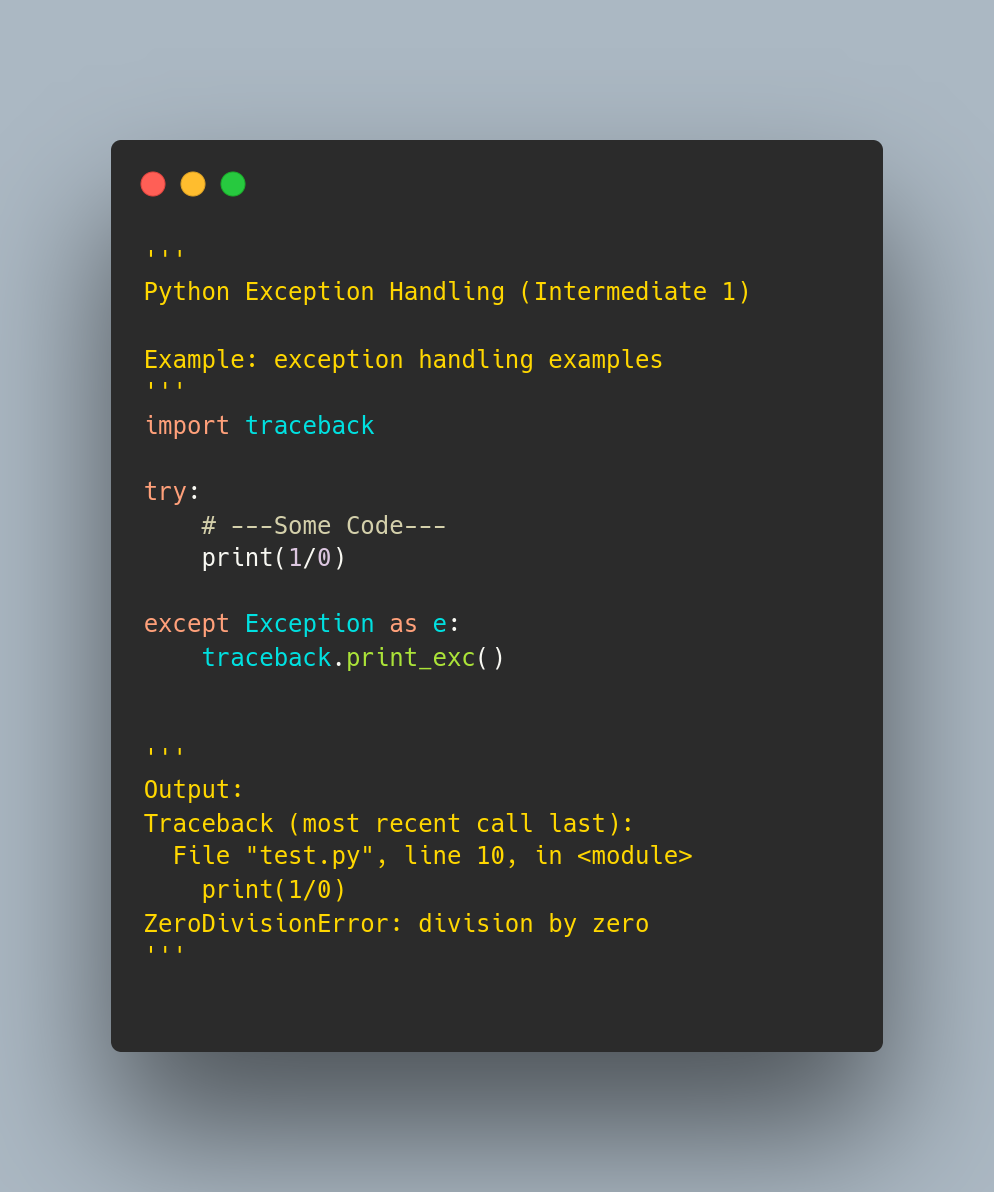 '''
Python Exception Handling (Intermediate 1)
Example: exception handling examples
'''
import traceback
try:
    # ---Some Code---
    print(1/0)
except Exception as e:
    traceback.print_exc()
'''
Output:
Traceback (most recent call last):
  File "test.py", line 10, in <module>
    print(1/0)
ZeroDivisionError: division by zero
'''